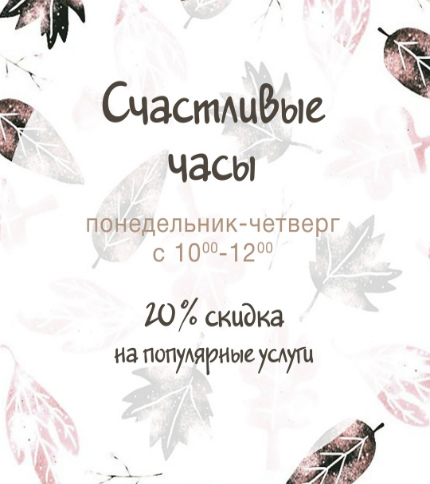 Счастливые
часы
понедельник-четверг
с 10⁰⁰-12⁰⁰
20% скидка
на популярные услуги